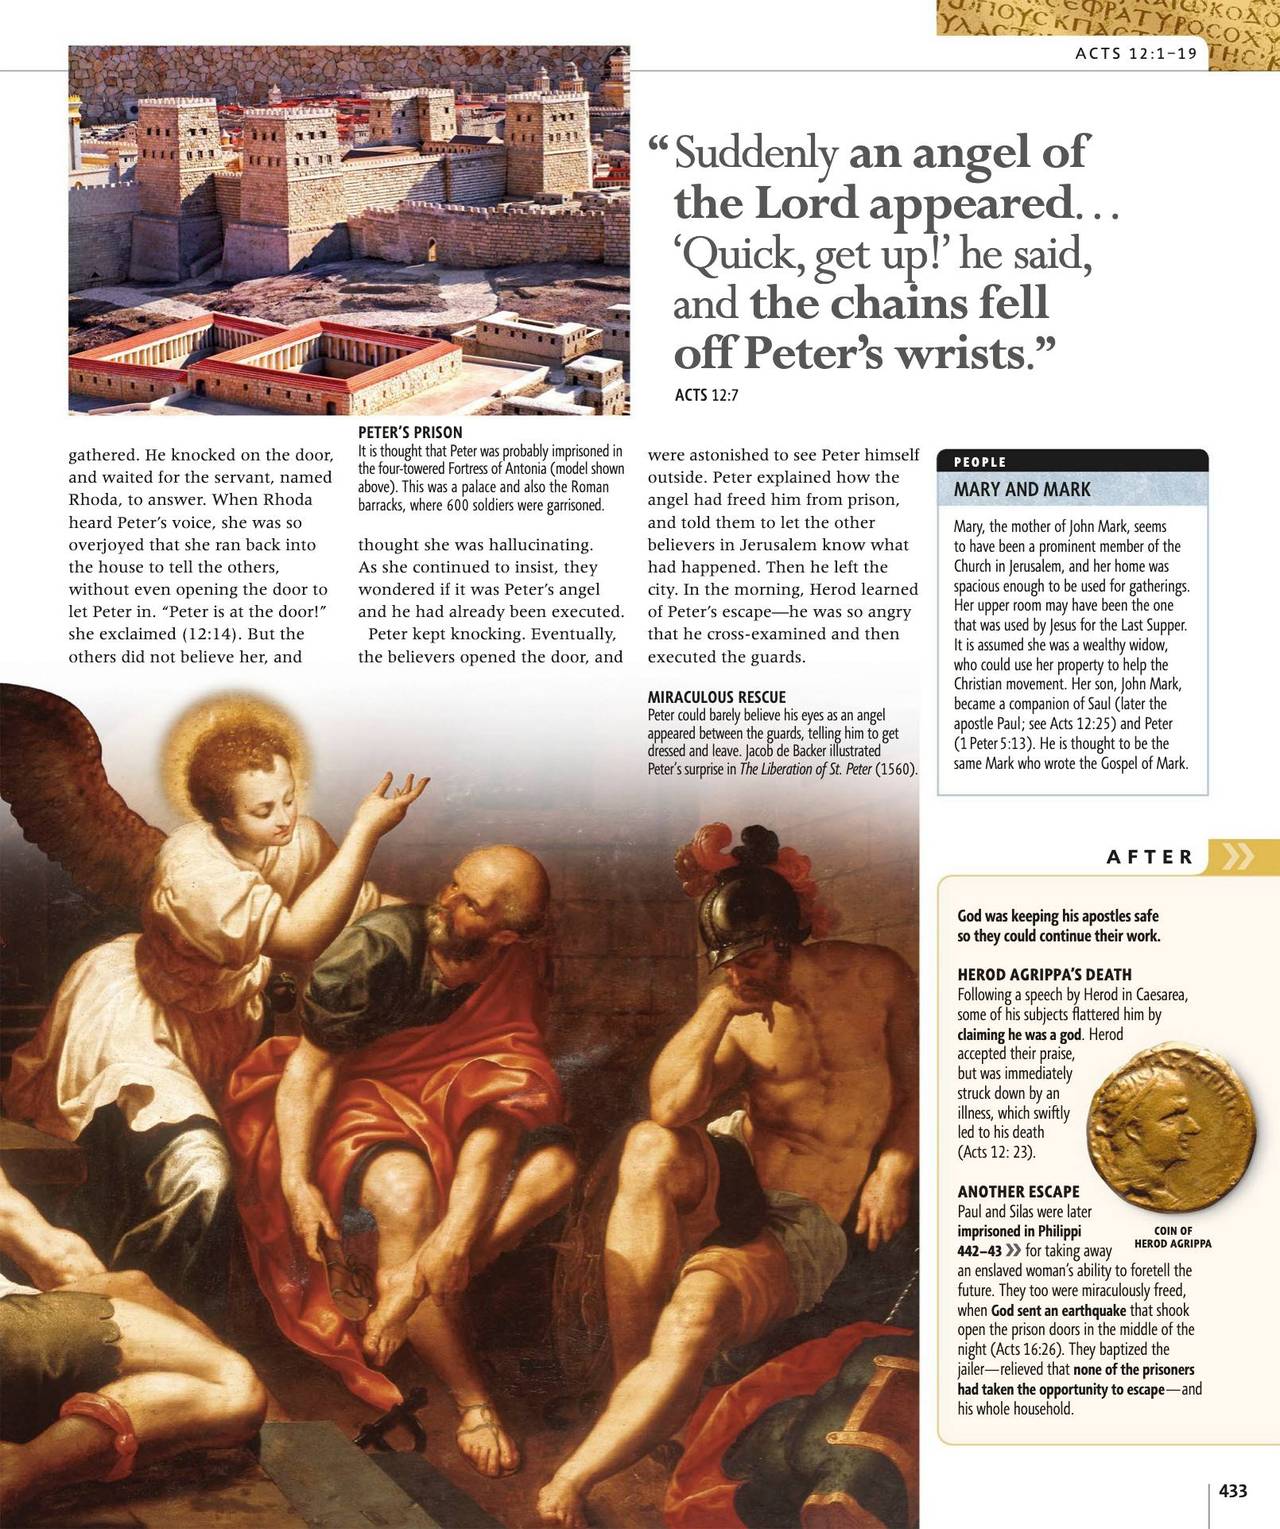 ACTS 12:1–19
“Suddenly an angel of
the Lord appeared...
‘Quick, get up!’ he said,
and the chains fell
off Peter’s wrists.”
ACTS 12:7
gathered. He knocked on the door,
and waited for the servant, named
Rhoda, to answer. When Rhoda
heard Peter’s voice, she was so
overjoyed that she ran back into
the house to tell the others,
without even opening the door to
let Peter in. “Peter is at the door!”
she exclaimed (12:14). But the
others did not believe her, and
PETER’S PRISON
It is thought that Peter was probably imprisoned in
the four-towered Fortress of Antonia (model shown
above). This was a palace and also the Roman
barracks, where 600 soldiers were garrisoned.
thought she was hallucinating.
As she continued to insist, they
wondered if it was Peter’s angel
and he had already been executed.
Peter kept knocking. Eventually,
the believers opened the door, and
were astonished to see Peter himself
outside. Peter explained how the
angel had freed him from prison,
and told them to let the other
believers in Jerusalem know what
had happened. Then he left the
city. In the morning, Herod learned
of Peter’s escape—he was so angry
that he cross-examined and then
executed the guards.
MIRACULOUS RESCUE
Peter could barely believe his eyes as an angel
appeared between the guards, telling him to get
dressed and leave. Jacob de Backer illustrated
Peter’s surprise in The Liberation of St. Peter (1560).
PEOPLE
MARY AND MARK
Mary, the mother of John Mark, seems
to have been a prominent member of the
Church in Jerusalem, and her home was
spacious enough to be used for gatherings.
Her upper room may have been the one
that was used by Jesus for the Last Supper.
It is assumed she was a wealthy widow,
who could use her property to help the
Christian movement. Her son, John Mark,
became a companion of Saul (later the
apostle Paul; see Acts 12:25) and Peter
(1 Peter 5:13). He is thought to be the
same Mark who wrote the Gospel of Mark.
AFTER
God was keeping his apostles safe
so they could continue their work.
HEROD AGRIPPA’S DEATH
Following a speech by Herod in Caesarea,
some of his subjects flattered him by
claiming he was a god. Herod
accepted their praise,
but was immediately
struck down by an
illness, which swiftly
led to his death
(Acts 12: 23).
ANOTHER ESCAPE
Paul and Silas were later
imprisoned in Philippi
442–43 » for taking away
an enslaved woman’s ability to foretell the
future. They too were miraculously freed,
when God sent an earthquake that shook
open the prison doors in the middle of the
night (Acts 16:26). They baptized the
jailer—relieved that none of the prisoners
had taken the opportunity to escape—and
his whole household.
COIN OF
HEROD AGRIPPA
433